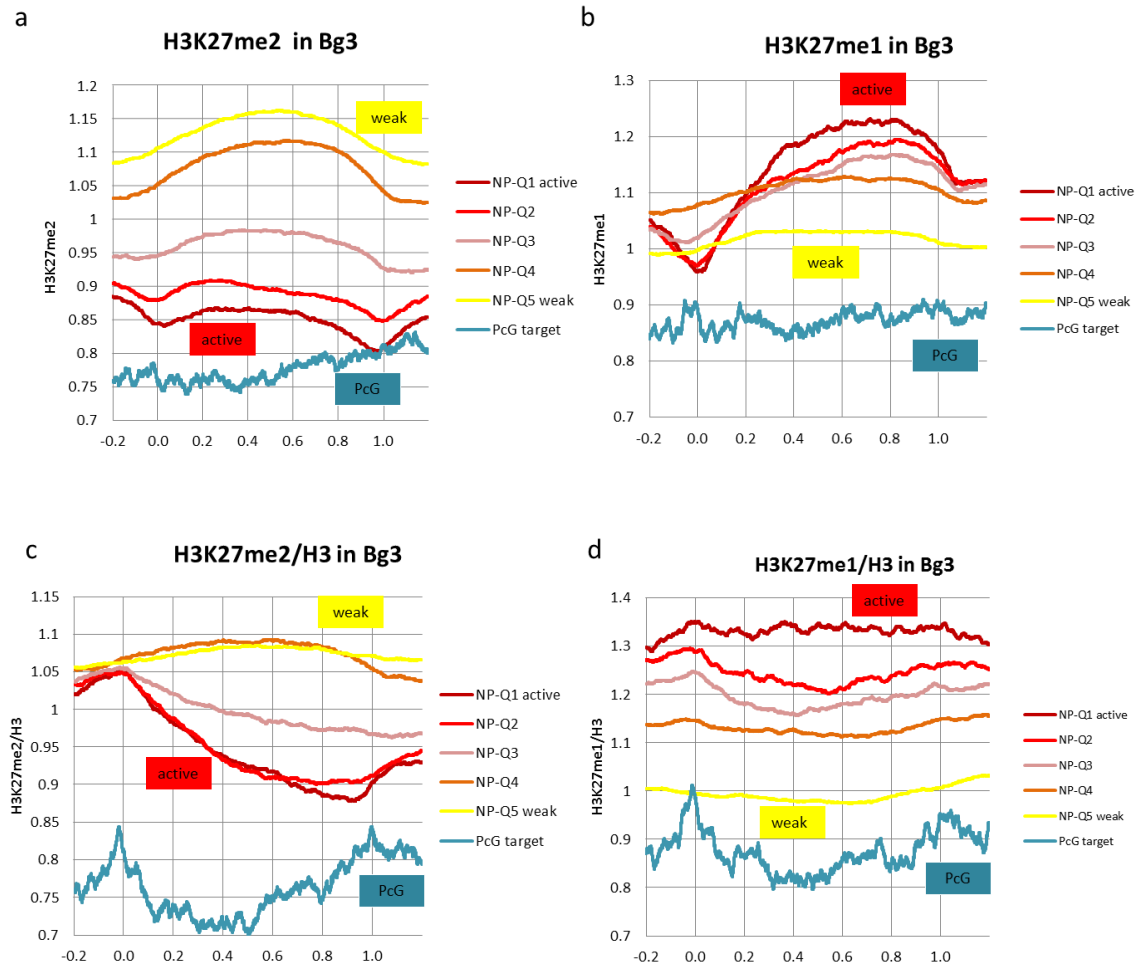 a
H3K27me2 in Bg3
1.2
1.15
1.1
1.05
1
0.95
0.9
0.85
0.8
0.75
0.7
H3K27me2
weak
active
PcG
-0.2 0.0 0.2 0.4 0.6 0.8 1.0
NP-Q1 active
NP-Q2
NP-Q3
NP-Q4
NP-Q5 weak
PcG target
b
H3K27me1 in Bg3
1.3
1.2
1.1
1
0.9
0.8
0.7
H3K27me1
active
weak
PcG
-0.2 0.0 0.2 0.4 0.6 0.8 1.0
NP-Q1 active
NP-Q2
NP-Q3
NP-Q4
NP-Q5 weak
PcG target
c
H3K27me2/H3 in Bg3
1.15
1.1
1.05
1
0.95
0.9
0.85
0.8
0.75
0.7
H3K27me2/H3
weak
active
PcG
-0.2 0.0 0.2 0.4 0.6 0.8 1.0
NP-Q1 active
NP-Q2
NP-Q3
NP-Q4
NP-Q5 weak
PcG target
d
H3K27me1/H3 in Bg3
1.4
1.3
1.2
1.1
1
0.9
0.8
0.7
H3K27me1/H3
active
weak
PcG
-0.2 0.0 0.2 0.4 0.6 0.8 1.0
NP-Q1 active
NP-Q2
NP-Q3
NP-Q4
NP-Q5 weak
PcG target